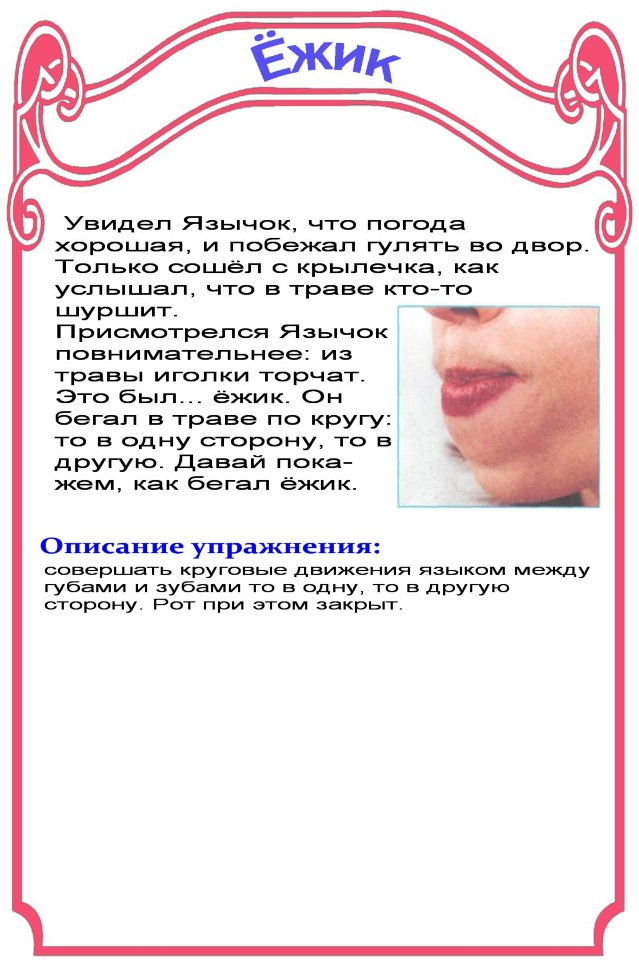 Ёжик
Увидел Язычок, что погода
хорошая, и побежал гулять во двор.
Только сошёл с крылечка, как
услышал, что в траве кто-то
шуршит.
Присмотрелся Язычок
повнимательнее: из
травы иголки торчат.
Это был... ёжик. Он
бегал в траве по кругу:
то в одну сторону, то в
другую. Давай пока-
жем, как бегал ёжик.
Описание упражнения:
совершать круговые движения языком между
губами и зубами то в одну, то в другую
сторону. Рот при этом закрыт.